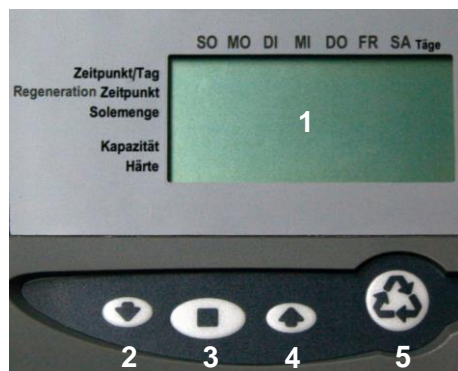 SO MO DI MI DO FR SA Täge
Zeitpunkt/Tag
Regeneration Zeitpunkt
Solemenge
Kapazität
Härte
1
2 3 4 5